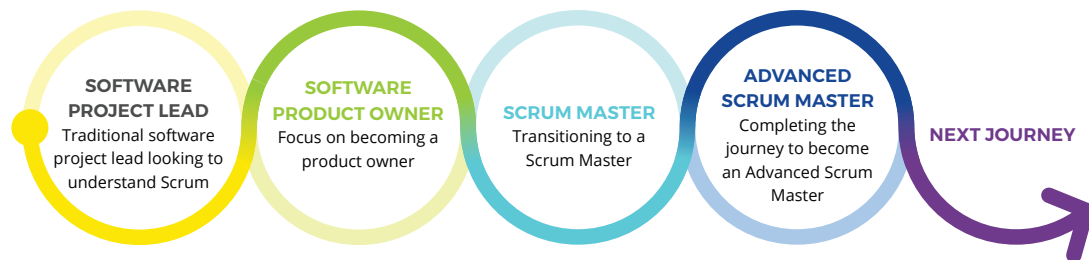 SOFTWARE
PROJECT LEAD
Traditional software
project lead looking to
understand Scrum
SOFTWARE
PRODUCT OWNER
Focus on becoming a
product owner
SCRUM MASTER
Transitioning to a
Scrum Master
ADVANCED
SCRUM MASTER
Completing the
journey to become
an Advanced Scrum
Master
NEXT JOURNEY